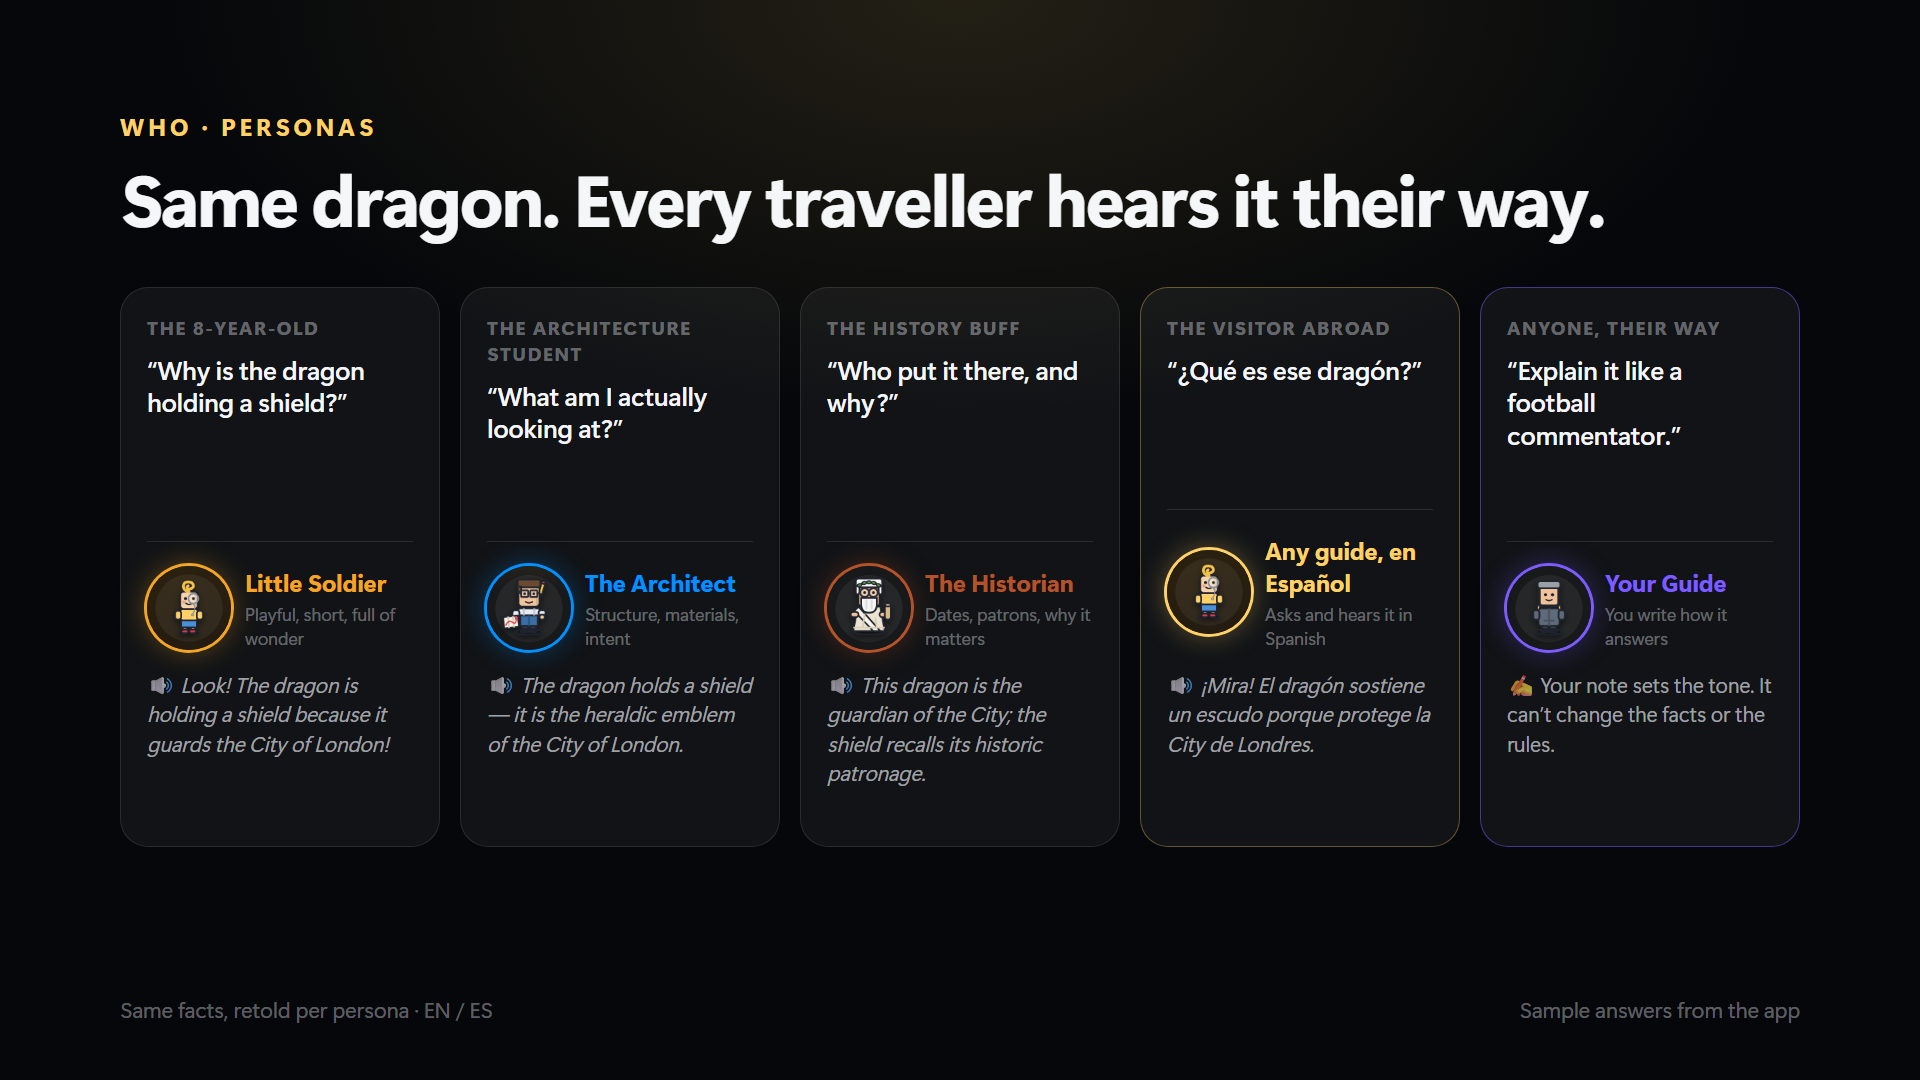 WHO · PERSONAS
Same dragon. Every traveller hears it their way.
THE 8-YEAR-OLD
“Why is the dragon
holding a shield?”
Little Soldier
Playful, short, full of
wonder
🔊 Look! The dragon is
holding a shield because it
guards the City of London!
THE ARCHITECTURE
STUDENT
“What am I actually
looking at?”
The Architect
Structure, materials,
intent
🔊 The dragon holds a shield
— it is the heraldic emblem
of the City of London.
THE HISTORY BUFF
“Who put it there, and
why?”
The Historian
Dates, patrons, why it
matters
🔊 This dragon is the
guardian of the City; the
shield recalls its historic
patronage.
THE VISITOR ABROAD
“¿Qué es ese dragón?”
Any guide, en
Español
Asks and hears it in
Spanish
🔊 ¡Mira! El dragón sostiene
un escudo porque protege la
City de Londres.
ANYONE, THEIR WAY
“Explain it like a
football
commentator.”
Your Guide
You write how it
answers
✍️ Your note sets the tone. It
can’t change the facts or the
rules.
Same facts, retold per persona · EN / ES
Sample answers from the app